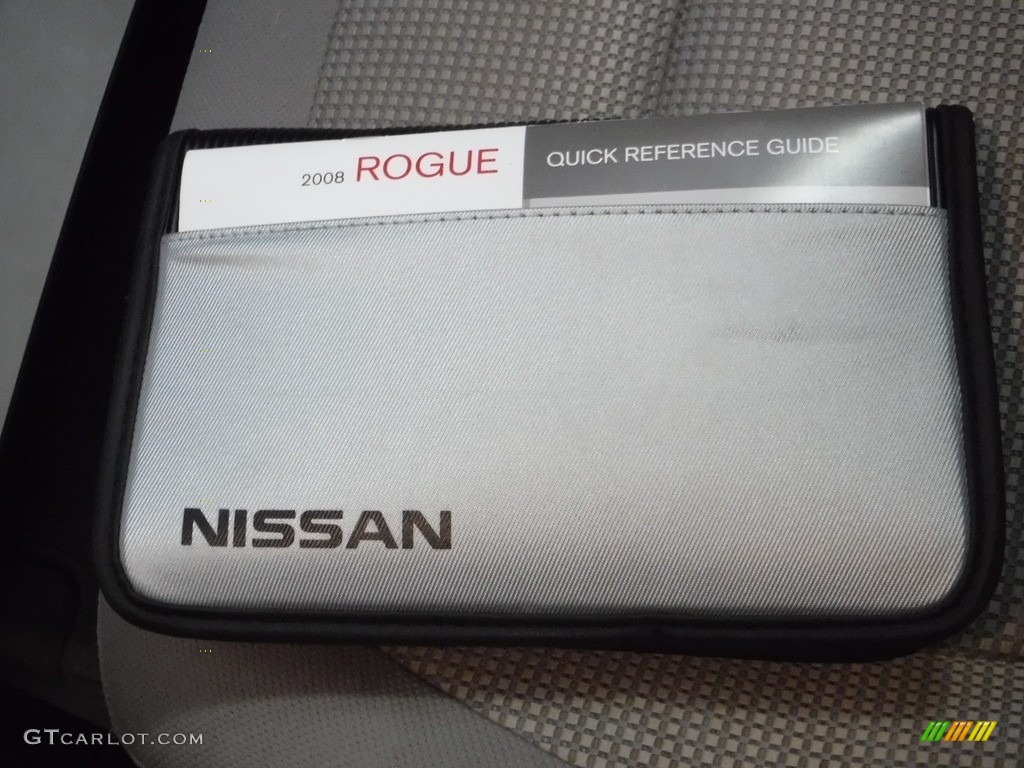 2008 ROGUE QUICK REFERENCE GUIDE
NISSAN
GTCARLOT.COM